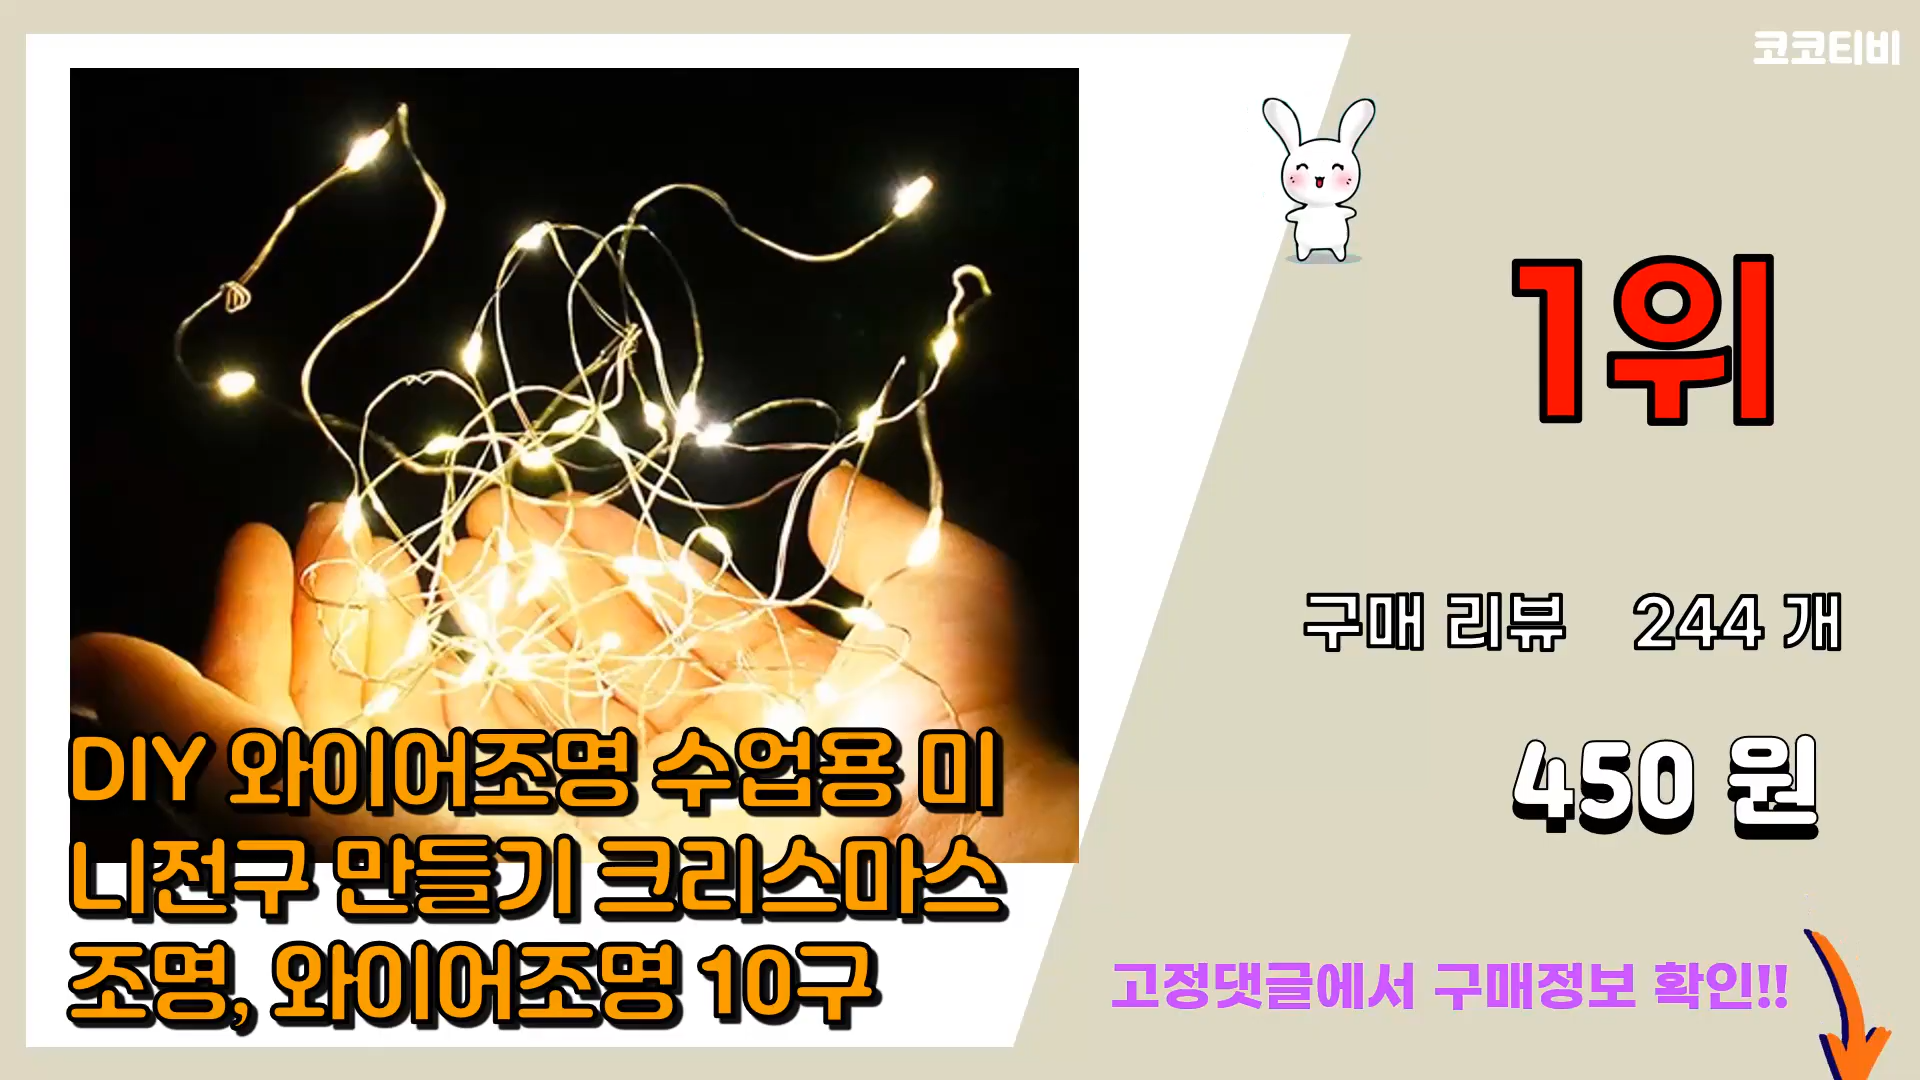 코코티비
1위
구매 리뷰 244 개
450 원
DIY 와이어조명 수업용 미
니전구 만들기 크리스마스
조명, 와이어조명 10구
고정댓글에서 구매정보 확인!!